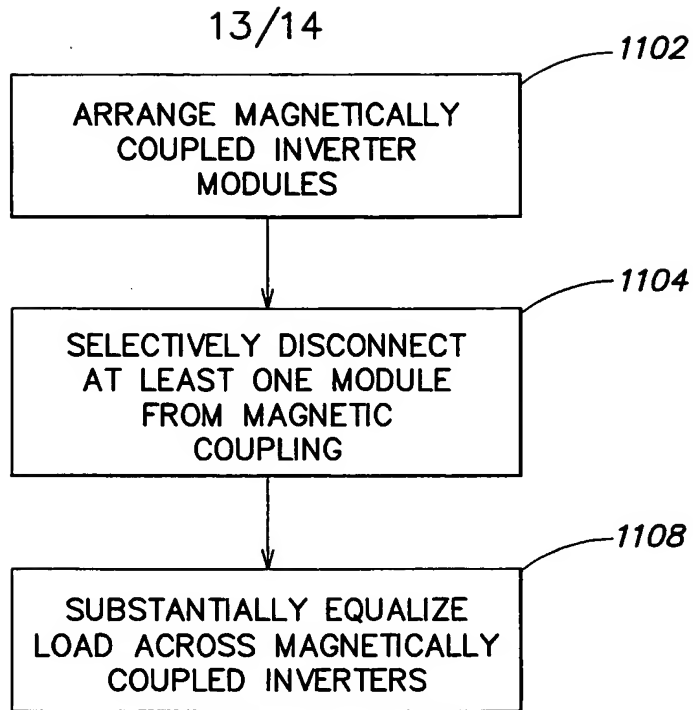 13/14
1102
ARRANGE MAGNETICALLY
COUPLED INVERTER
MODULES
1104
SELECTIVELY DISCONNECT
AT LEAST ONE MODULE
FROM MAGNETIC
COUPLING
1108
SUBSTANTIALLY EQUALIZE
LOAD ACROSS MAGNETICALLY
COUPLED INVERTERS